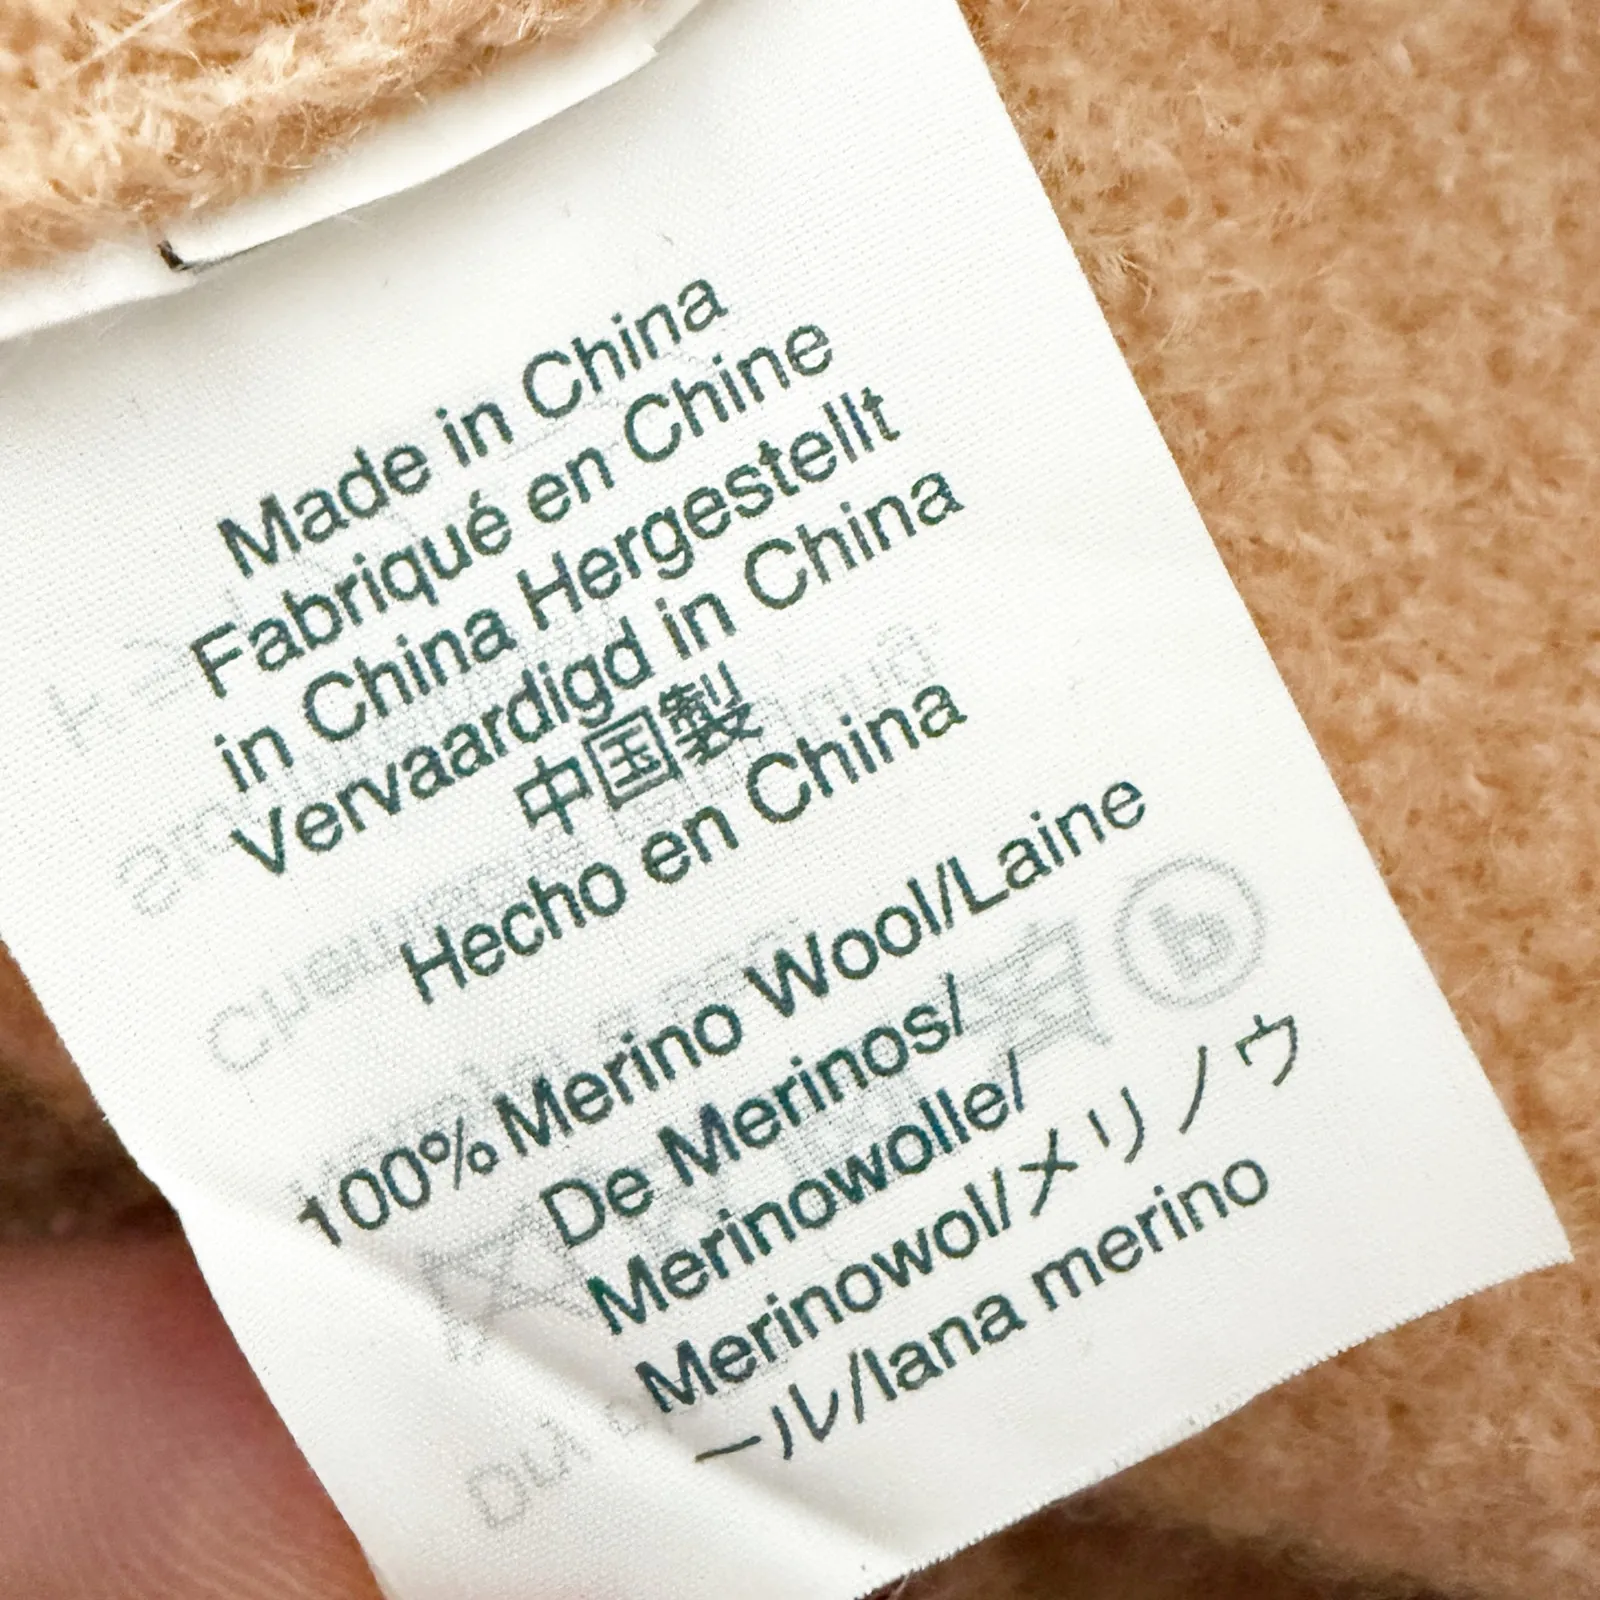 Made in China
Fabriqué en Chine
in China Hergestellt
Vervaardigd in China
中国製
Hecho en China
100% Merino Wool/Laine
De Merinos/
Merinowolle/
Merinowol/メリノウ
ール/lana merino